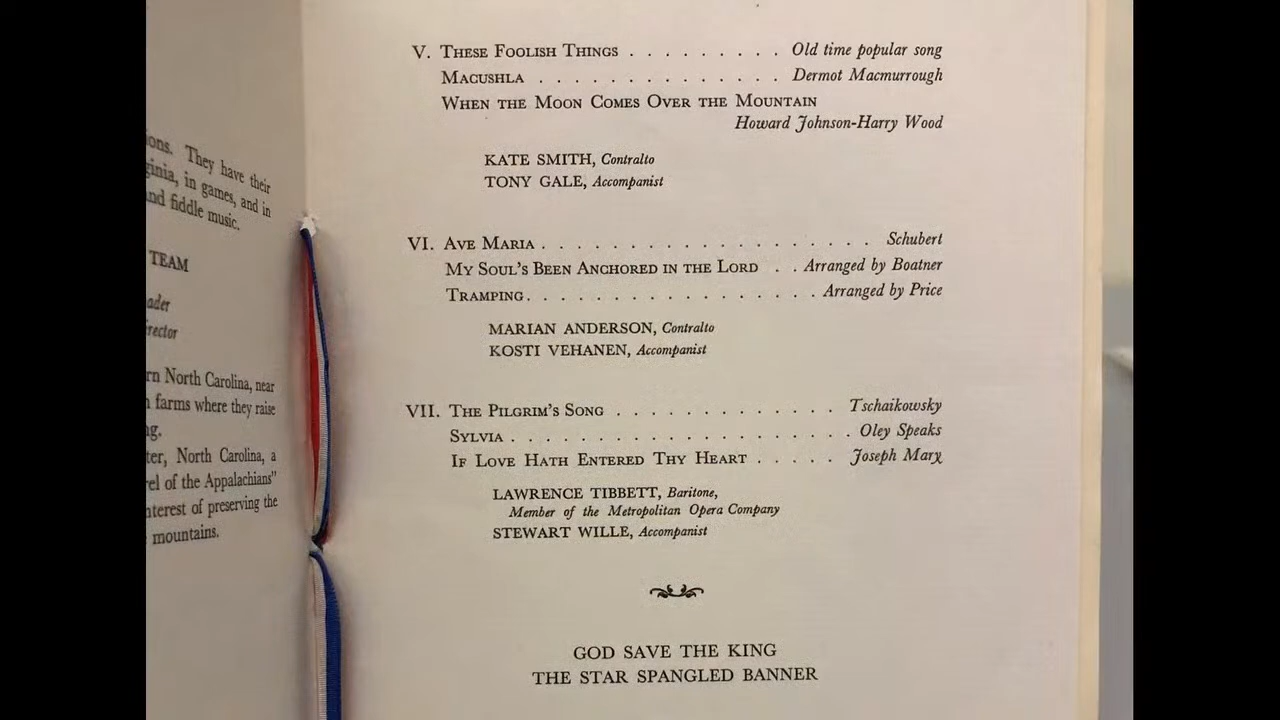 ions. They have their
ginia, in games, and in
and fiddle music.
TEAM
ader
irector
rn North Carolina, near
farms where they raise
ng.
ter, North Carolina, a
el of the Appalachians"
nterest of preserving the
mountains.
V. THESE FOOLISH THINGS . . . . . . . . . Old time popular song
MACUSHLA . . . . . . . . . . . . . . Dermot Macmurrough
WHEN THE MOON COMES OVER THE MOUNTAIN
Howard Johnson-Harry Wood
KATE SMITH, Contralto
TONY GALE, Accompanist
VI. AVE MARIA . . . . . . . . . . . . . . . . . . . Schubert
MY SOUL'S BEEN ANCHORED IN THE LORD . . Arranged by Boatner
TRAMPING . . . . . . . . . . . . . . . . . Arranged by Price
MARIAN ANDERSON, Contralto
KOSTI VEHANEN, Accompanist
VII. THE PILGRIM'S SONG . . . . . . . . . . . . . Tschaikowsky
SYLVIA . . . . . . . . . . . . . . . . . . . . Oley Speaks
IF LOVE HATH ENTERED THY HEART . . . . . Joseph Marx
LAWRENCE TIBBETT, Baritone,
Member of the Metropolitan Opera Company
STEWART WILLE, Accompanist
GOD SAVE THE KING
THE STAR SPANGLED BANNER